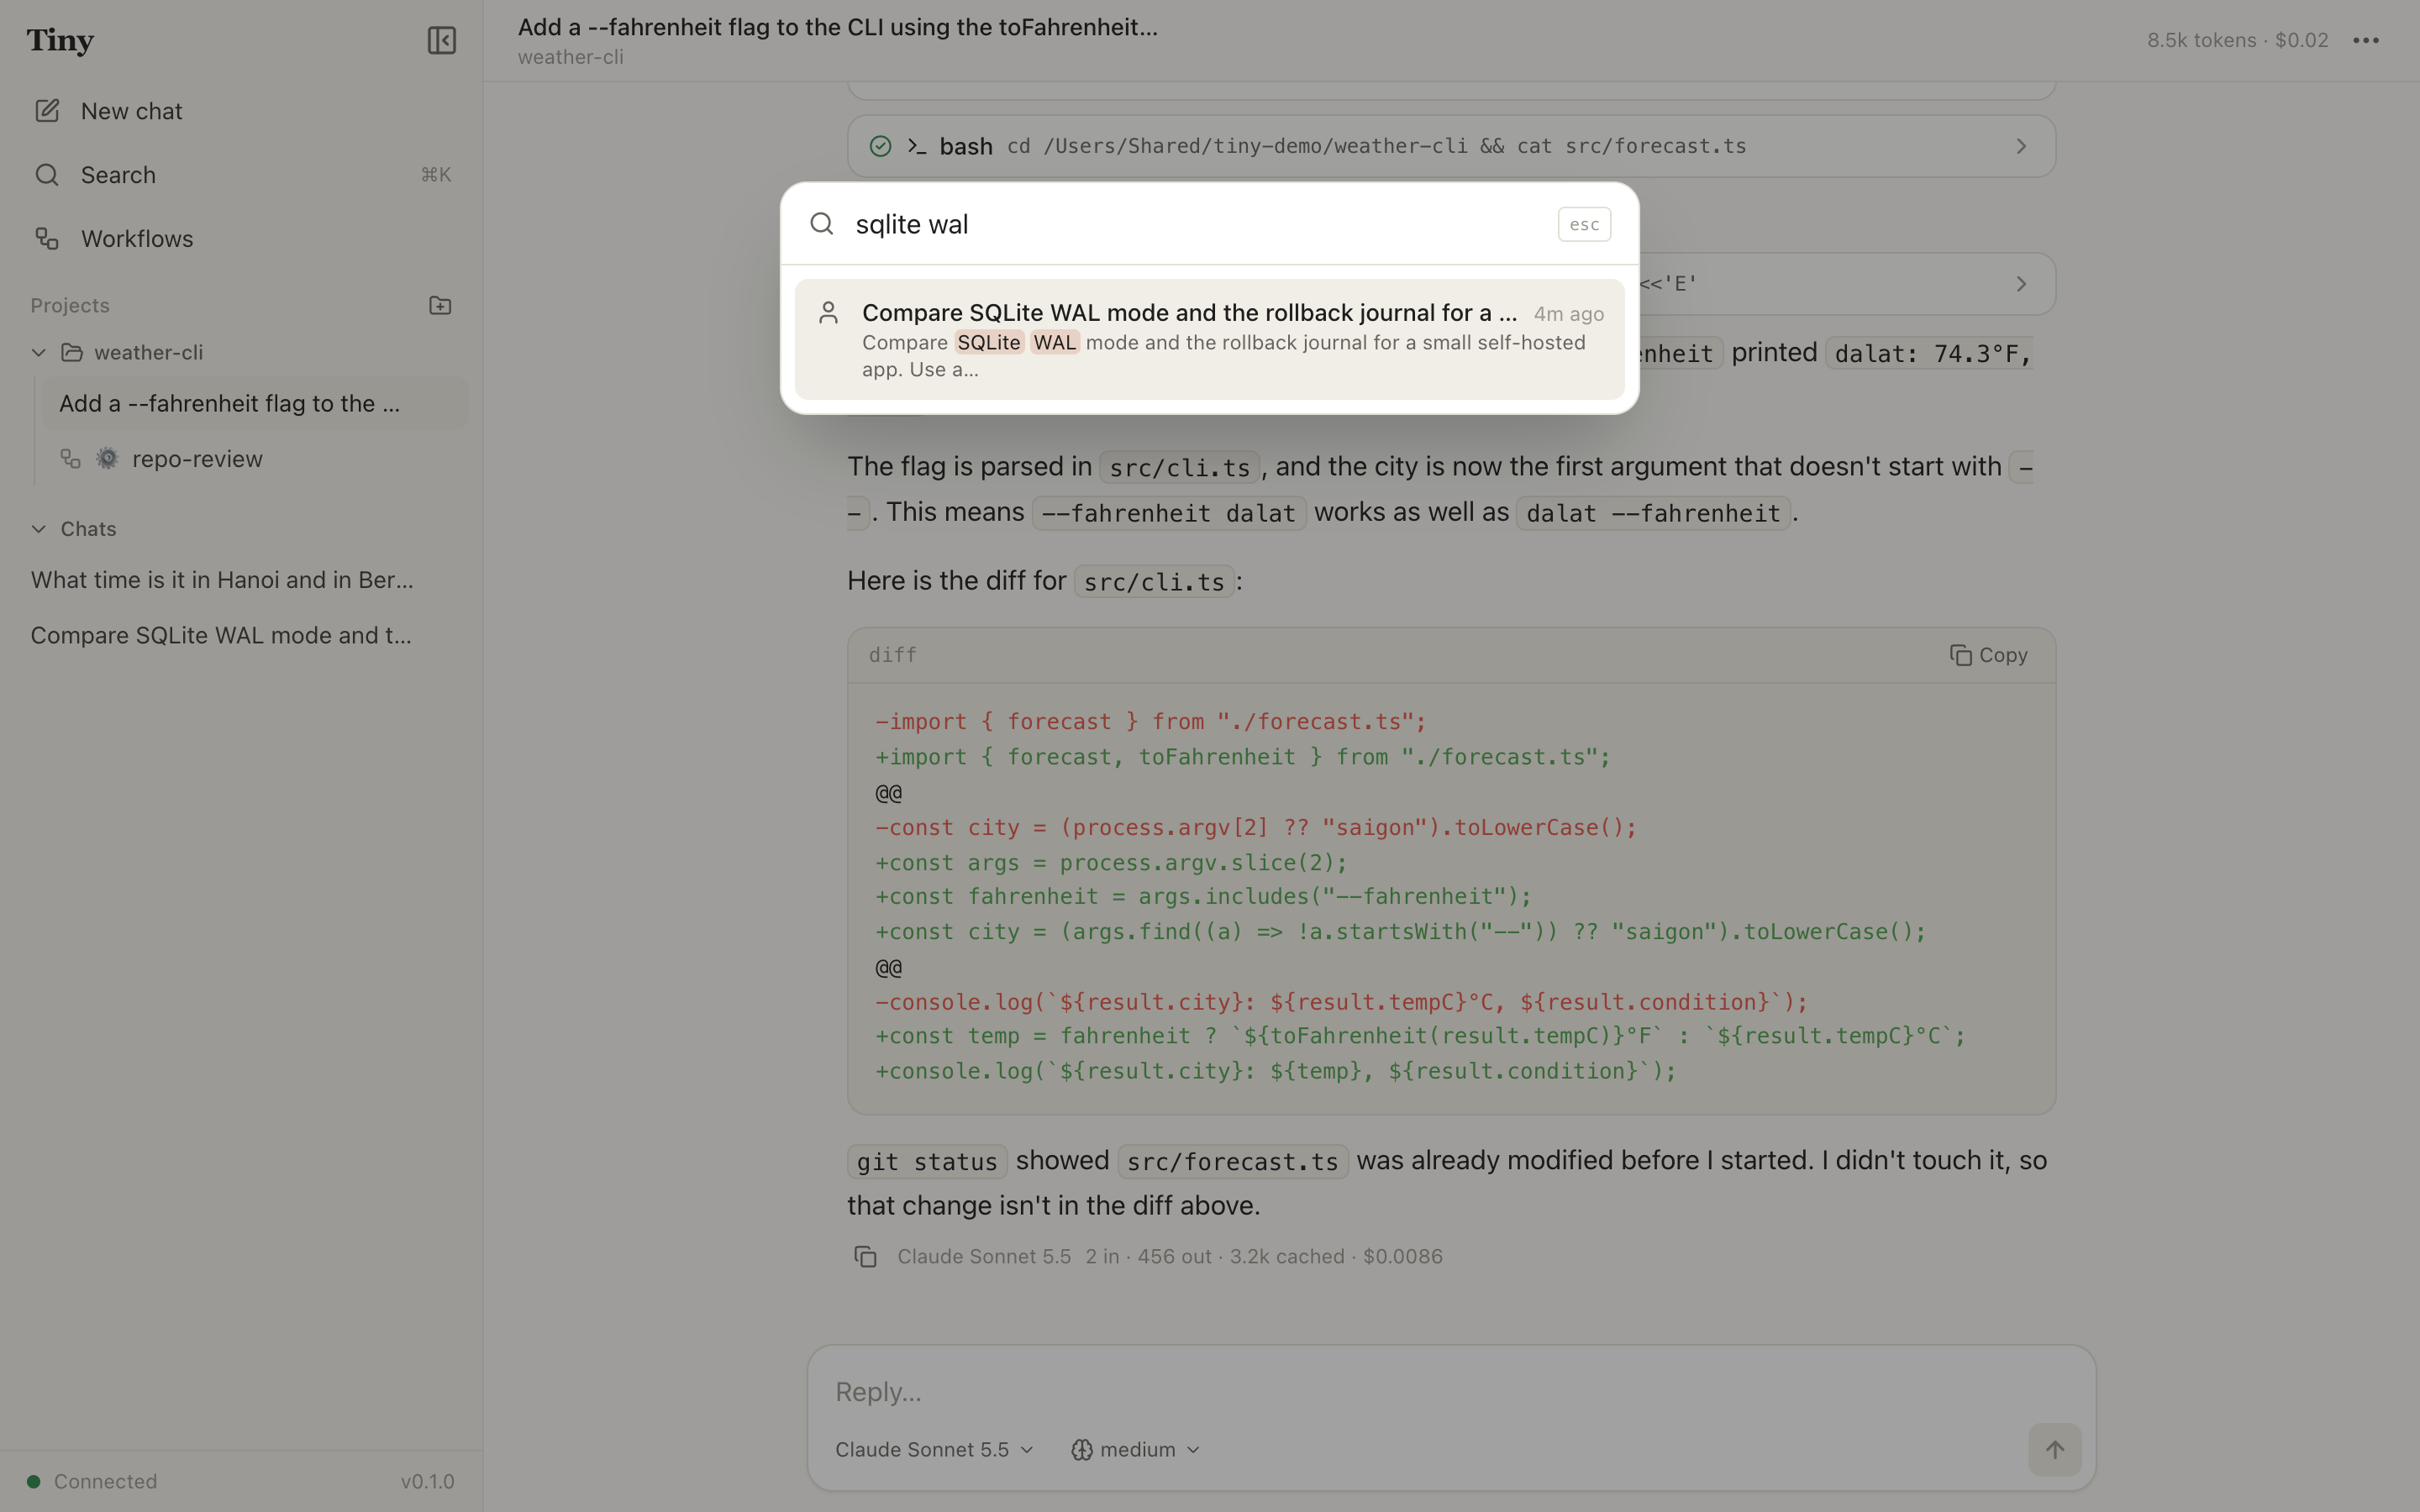 Tiny
New chat
Search ⌘K
Workflows
Projects
weather-cli
Add a --fahrenheit flag to the ...
repo-review
Chats
What time is it in Hanoi and in Ber...
Compare SQLite WAL mode and t...
Connected v0.1.0
Add a --fahrenheit flag to the CLI using the toFahrenheit...
weather-cli
8.5k tokens · $0.02
bash cd /Users/Shared/tiny-demo/weather-cli && cat src/forecast.ts
sqlite wal esc
Compare SQLite WAL mode and the rollback journal for a ... 4m ago
Compare SQLite WAL mode and the rollback journal for a small self-hosted
app. Use a...
<<'E'
enheit printed dalat: 74.3°F,
The flag is parsed in src/cli.ts, and the city is now the first argument that doesn't start with -
-. This means --fahrenheit dalat works as well as dalat --fahrenheit.
Here is the diff for src/cli.ts:
diff Copy
-import { forecast } from "./forecast.ts";
+import { forecast, toFahrenheit } from "./forecast.ts";
@@
-const city = (process.argv[2] ?? "saigon").toLowerCase();
+const args = process.argv.slice(2);
+const fahrenheit = args.includes("--fahrenheit");
+const city = (args.find((a) => !a.startsWith("--")) ?? "saigon").toLowerCase();
@@
-console.log(`${result.city}: ${result.tempC}°C, ${result.condition}`);
+const temp = fahrenheit ? `${toFahrenheit(result.tempC)}°F` : `${result.tempC}°C`;
+console.log(`${result.city}: ${temp}, ${result.condition}`);
git status showed src/forecast.ts was already modified before I started. I didn't touch it, so
that change isn't in the diff above.
Claude Sonnet 5.5 2 in · 456 out · 3.2k cached · $0.0086
Reply...
Claude Sonnet 5.5 medium